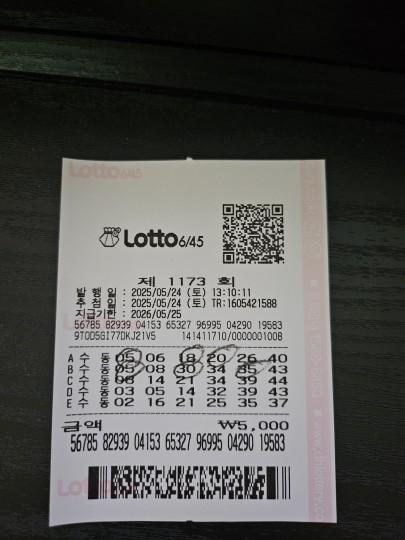 Lotto6/45
Lotto6/45
제 1173 회
발 행 일 : 2025/05/24 (토) 13:10:11
추 첨 일 : 2025/05/24 (토) TR:1605421588
지급기한 : 2026/05/25
56785 82939 04153 65327 96995 04290 19583
9TOD5GI77DKJ21V5 141411710/0000001008
A 수 동 05 06 18 20 26 40
B 수 동 05 08 30 34 35 43
C 수 동 08 14 21 34 39 44
D 수 동 03 05 14 32 39 43
E 수 동 02 16 21 25 35 37
금액 ₩5,000
56785 82939 04153 65327 96995 04290 19583